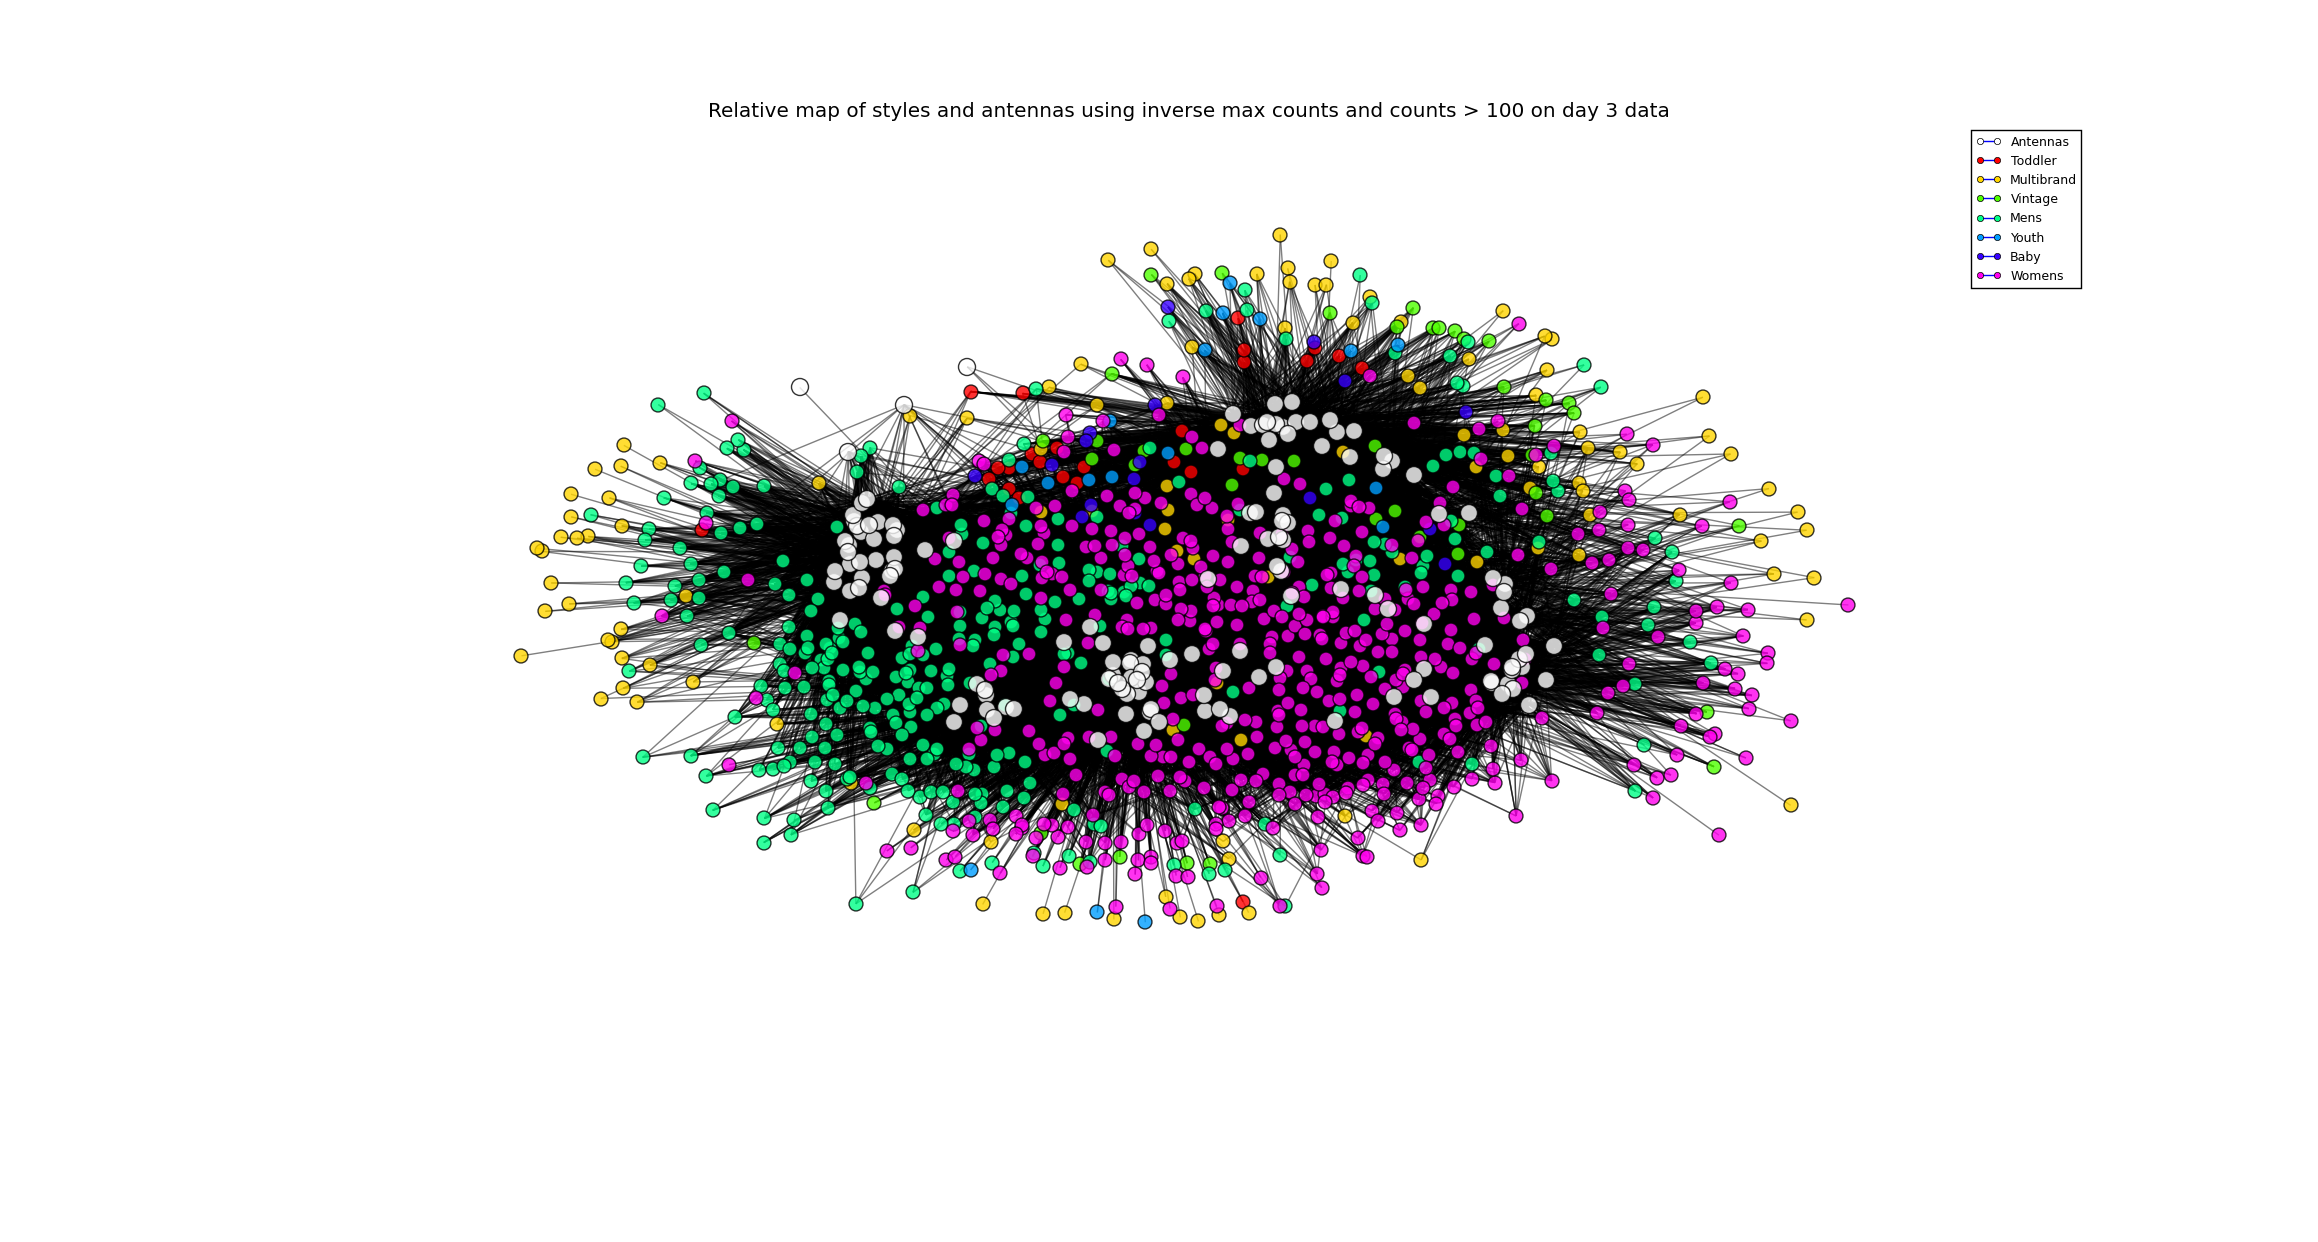 Relative map of styles and antennas using inverse max counts and counts > 100 on day 3 data
Antennas
Toddler
Multibrand
Vintage
Mens
Youth
Baby
Womens